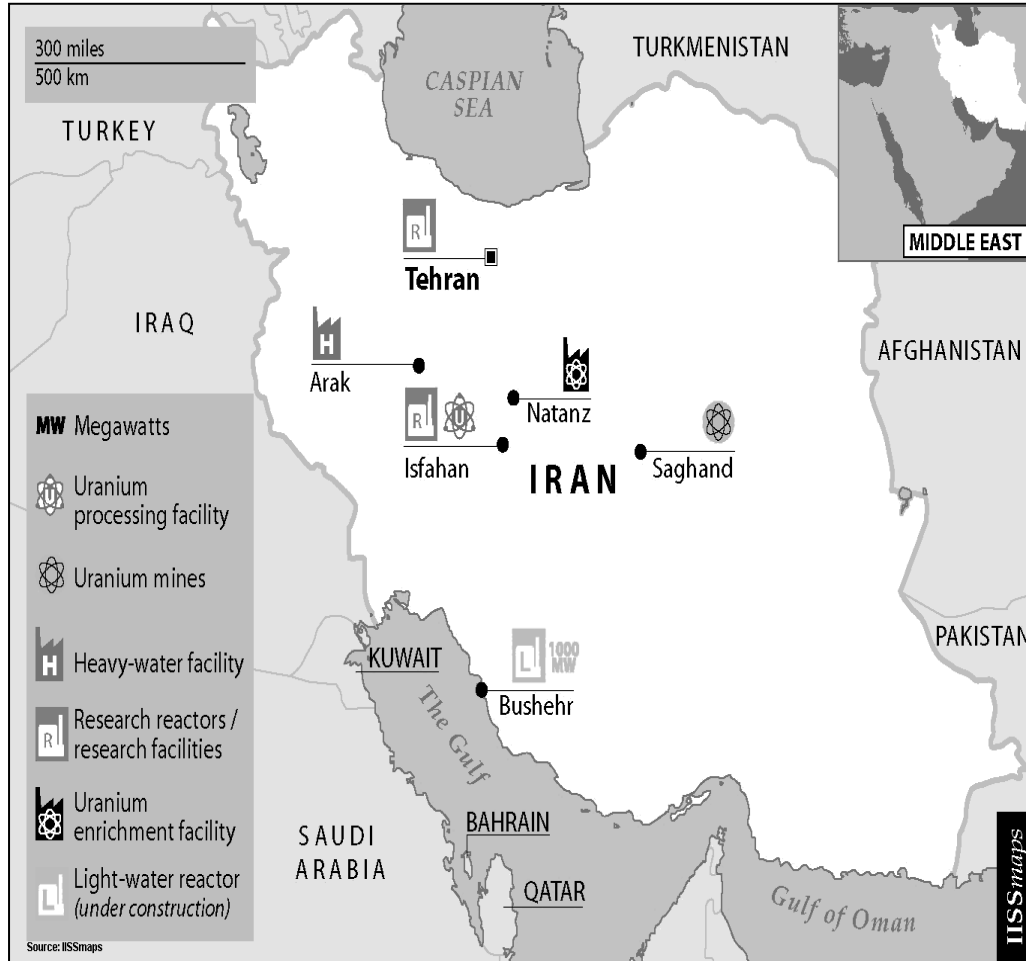 300 miles
500 km
TURKEY
CASPIAN
SEA
TURKMENISTAN
MIDDLE EAST
R
Tehran
IRAQ
AFGHANISTAN
H
Arak
Natanz
R
U
Isfahan
IRAN
Saghand
MW Megawatts
U
Uranium
processing facility
Uranium mines
H
Heavy-water facility
R
Research reactors /
research facilities
Uranium
enrichment facility
L
Light-water reactor
(under construction)
KUWAIT
The Gulf
L
1000
MW
Bushehr
PAKISTAN
SAUDI
ARABIA
BAHRAIN
QATAR
Gulf of Oman
IISSmaps
Source: IISSmaps